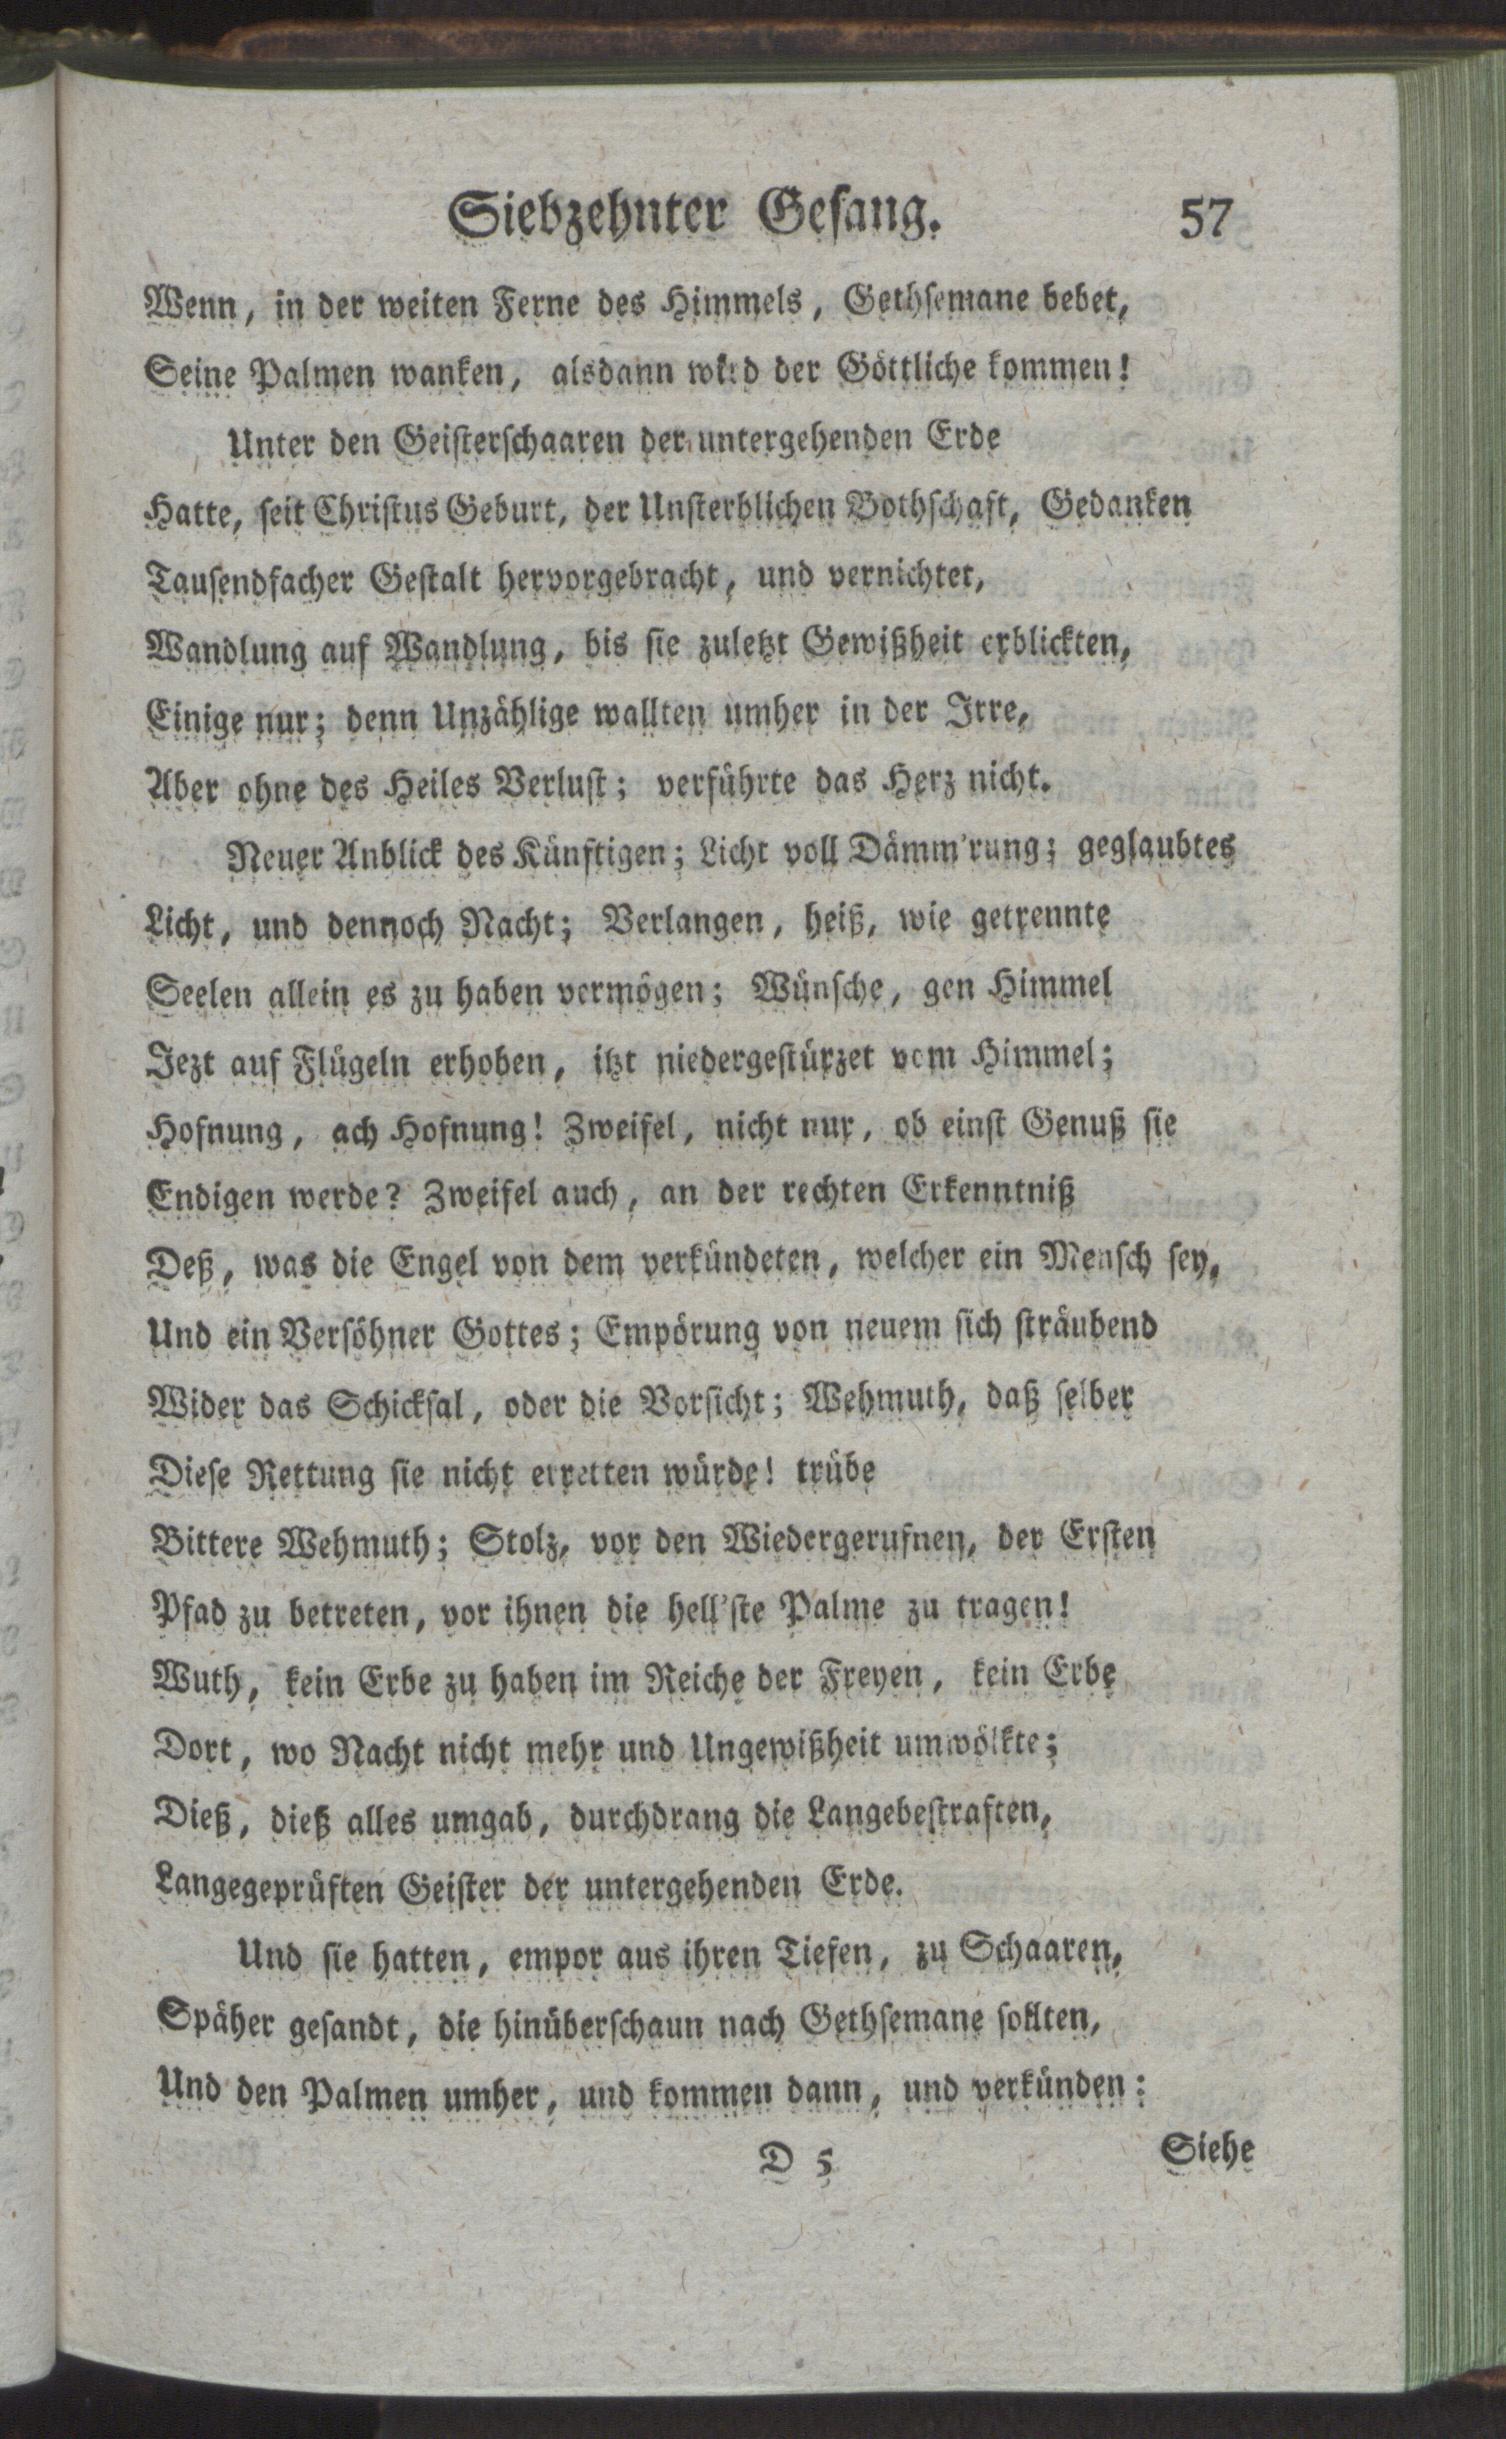 Siebzehnter Gesang. 57
Wenn, in der weiten Ferne des Himmels, Gethsemane bebet,
Seine Palmen wanken, alsdann wird der Göttliche kommen!
Unter den Geisterschaaren der untergehenden Erde
Hatte, seit Christus Geburt, der Unsterblichen Bothschaft, Gedanken
Tausendfacher Gestalt hervorgebracht, und vernichtet,
Wandlung auf Wandlung, bis sie zuletzt Gewißheit erblickten,
Einige nur; denn Unzählige wallten umher in der Irre,
Aber ohne des Heiles Verlust; verführte das Herz nicht.
Neuer Anblick des Künftigen; Licht voll Dämm'rung; geglaubtes
Licht, und dennoch Nacht; Verlangen, heiß, wie getrennte
Seelen allein es zu haben vermögen; Wünsche, gen Himmel
Jezt auf Flügeln erhoben, itzt niedergestürzet vom Himmel;
Hofnung, ach Hofnung! Zweifel, nicht nur, ob einst Genuß sie
Endigen werde? Zweifel auch, an der rechten Erkenntniß
Deß, was die Engel von dem verkündeten, welcher ein Mensch sey,
Und ein Versöhner Gottes; Empörung von neuem sich sträubend
Wider das Schicksal, oder die Vorsicht; Wehmuth, daß selber
Diese Rettung sie nicht erretten würde! trübe
Bittere Wehmuth; Stolz, vor den Wiedergerufnen, der Ersten
Pfad zu betreten, vor ihnen die hell'ste Palme zu tragen!
Wuth, kein Erbe zu haben im Reiche der Freyen, kein Erbe
Dort, wo Nacht nicht mehr und Ungewißheit umwölkte;
Dieß, dieß alles umgab, durchdrang die Langebestraften,
Langegeprüften Geister der untergehenden Erde.
Und sie hatten, empor aus ihren Tiefen, zu Schaaren,
Späher gesandt, die hinüberschaun nach Gethsemane sollten,
Und den Palmen umher, und kommen dann, und verkünden:
D 5 Siehe